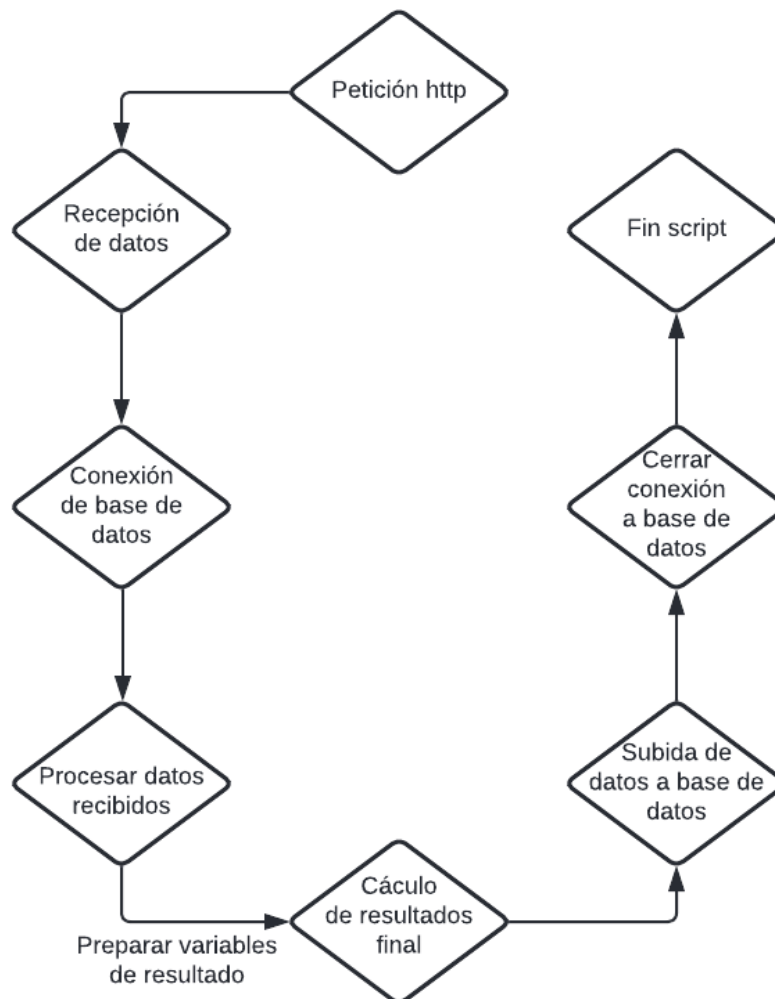 Petición http
Recepción
de datos
Conexión
de base de
datos
Procesar datos
recibidos
Preparar variables
de resultado
Cáculo
de resultados
final
Subida de
datos a base de
datos
Cerrar
conexión
a base de
datos
Fin script